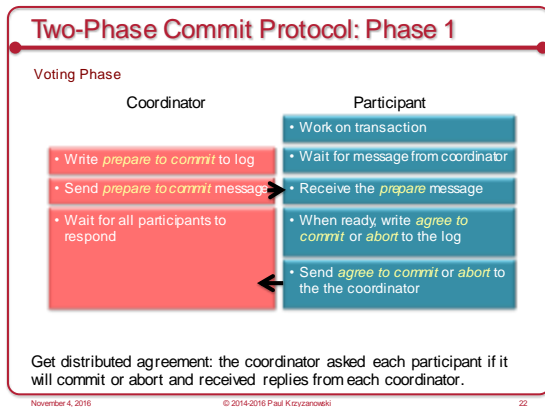 Two-Phase Commit Protocol: Phase 1
Voting Phase
Coordinator
Participant
• Work on transaction
• Write prepare to commit to log
• Wait for message from coordinator
• Send prepare to commit message
• Receive the prepare message
• Wait for all participants to
respond
• When ready, write agree to
commit or abort to the log
• Send agree to commit or abort to
the the coordinator
Get distributed agreement: the coordinator asked each participant if it
will commit or abort and received replies from each coordinator.
November 4, 2016
© 2014-2016 Paul Krzyzanowski
22